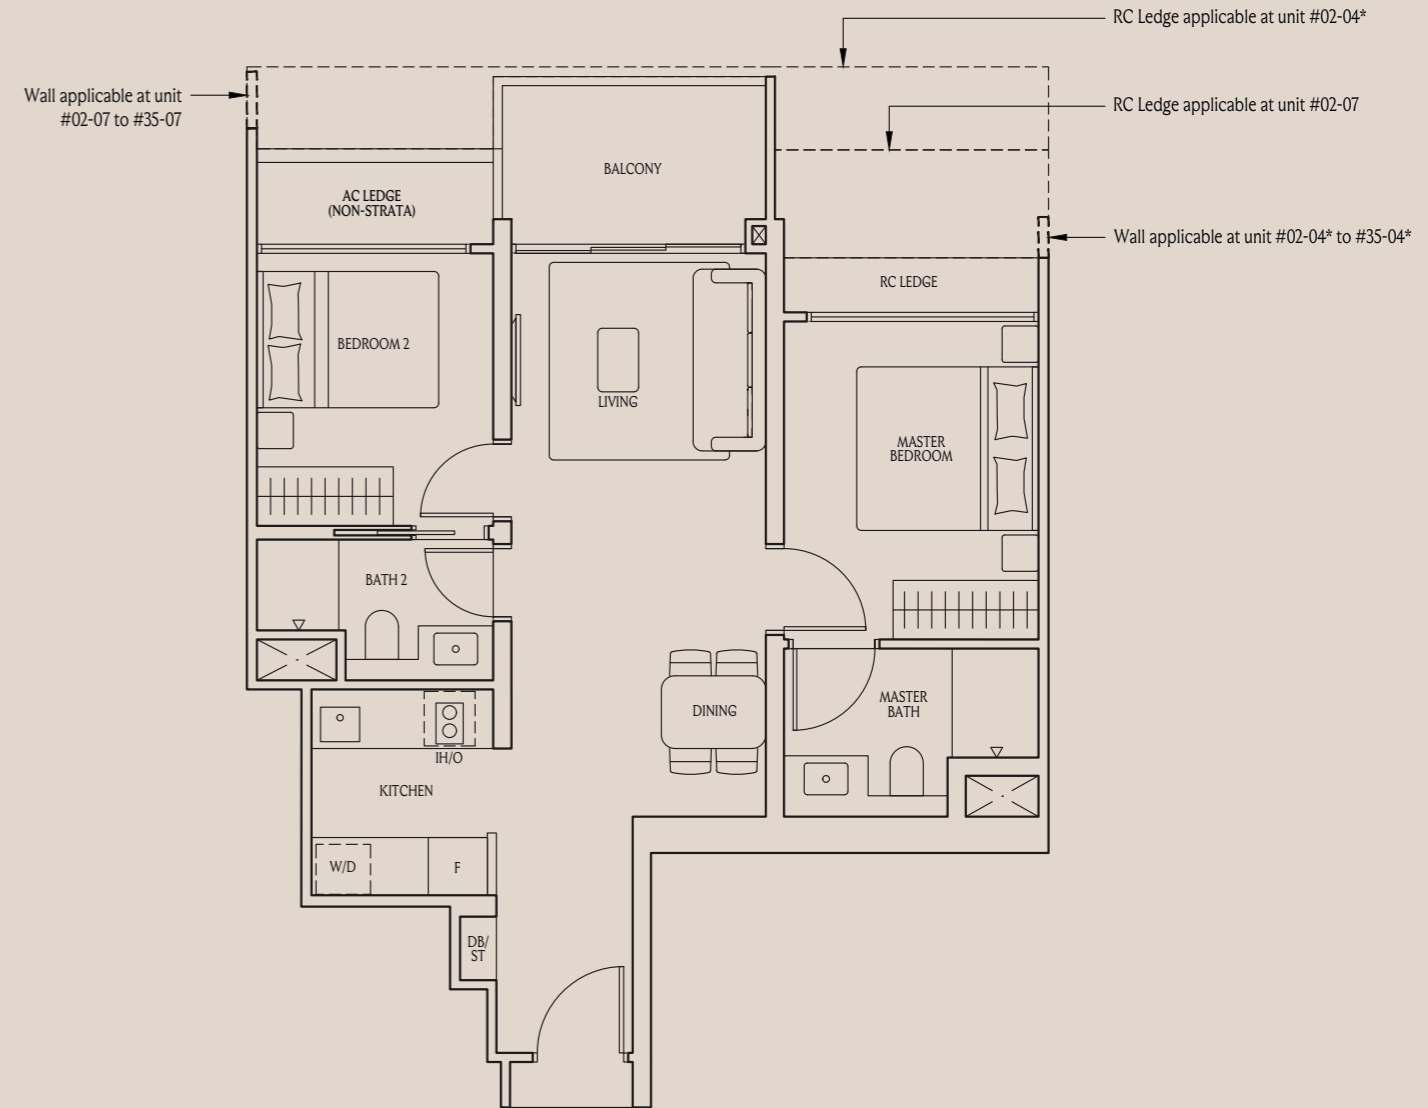 RC Ledge applicable at unit #02-04*
Wall applicable at unit
#02-07 to #35-07
RC Ledge applicable at unit #02-07
BALCONY
AC LEDGE
(NON-STRATA)
Wall applicable at unit #02-04* to #35-04*
RC LEDGE
BEDROOM 2
LIVING
MASTER
BEDROOM
BATH 2
MASTER
BATH
DINING
IH/O
KITCHEN
W/D
F
DB/
ST